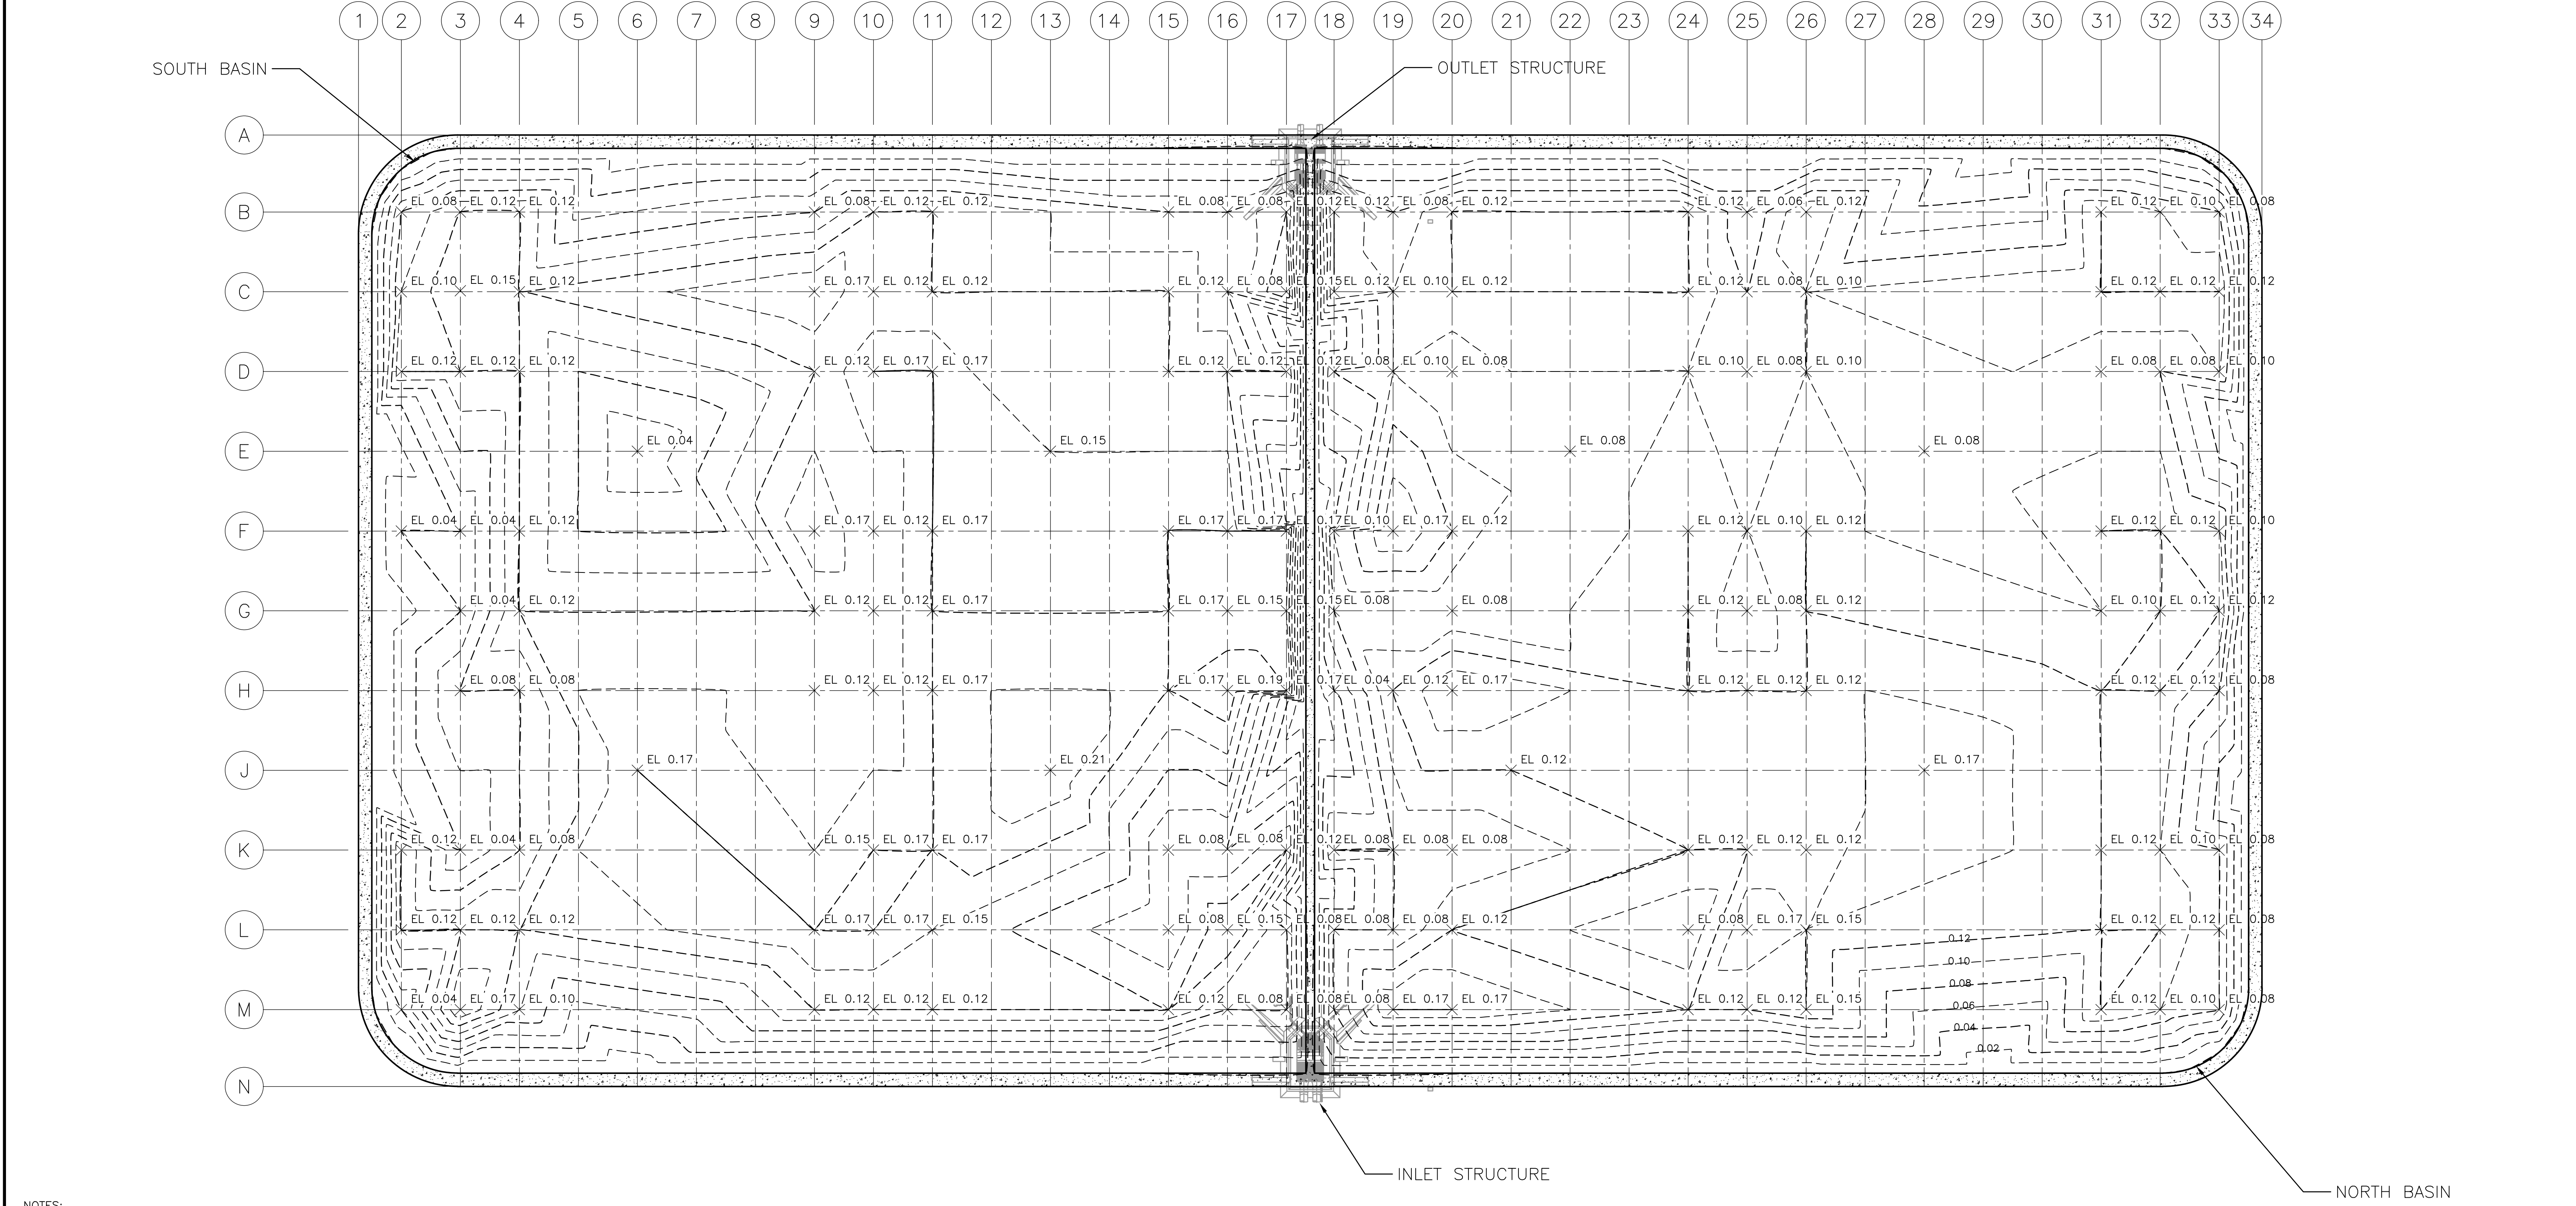 1 2 3 4 5 6 7 8 9 10 11 12 13 14 15 16 17 18 19 20 21 22 23 24 25 26 27 28 29 30 31 32 33 34
SOUTH BASIN
OUTLET STRUCTURE
A
B
EL 0.08 EL 0.12 EL 0.12 EL 0.08 EL 0.12 EL 0.12 EL 0.08 EL 0.08 EL 0.12 EL 0.12 EL 0.08 EL 0.12 EL 0.12 EL 0.06 EL 0.12 EL 0.12 EL 0.10 EL 0.08
C
EL 0.10 EL 0.15 EL 0.12 EL 0.17 EL 0.12 EL 0.12 EL 0.12 EL 0.08 EL 0.15 EL 0.12 EL 0.10 EL 0.12 EL 0.12 EL 0.08 EL 0.10 EL 0.12 EL 0.12 EL 0.12
D
EL 0.12 EL 0.12 EL 0.12 EL 0.12 EL 0.17 EL 0.17 EL 0.12 EL 0.12 EL 0.12 EL 0.08 EL 0.10 EL 0.08 EL 0.10 EL 0.08 EL 0.10 EL 0.08 EL 0.08 EL 0.10
E
EL 0.04 EL 0.15 EL 0.08 EL 0.08
F
EL 0.04 EL 0.04 EL 0.12 EL 0.17 EL 0.12 EL 0.17 EL 0.17 EL 0.17 EL 0.17 EL 0.10 EL 0.17 EL 0.12 EL 0.12 EL 0.10 EL 0.12 EL 0.12 EL 0.12 EL 0.10
G
EL 0.04 EL 0.12 EL 0.12 EL 0.12 EL 0.17 EL 0.17 EL 0.15 EL 0.15 EL 0.08 EL 0.08 EL 0.12 EL 0.08 EL 0.12 EL 0.10 EL 0.12 EL 0.12
H
EL 0.08 EL 0.08 EL 0.12 EL 0.12 EL 0.17 EL 0.17 EL 0.19 EL 0.17 EL 0.04 EL 0.12 EL 0.17 EL 0.12 EL 0.12 EL 0.12 EL 0.12 EL 0.12 EL 0.08
J
EL 0.17 EL 0.21 EL 0.12 EL 0.17
K
EL 0.12 EL 0.04 EL 0.08 EL 0.15 EL 0.17 EL 0.17 EL 0.08 EL 0.08 EL 0.12 EL 0.08 EL 0.08 EL 0.08 EL 0.12 EL 0.12 EL 0.12 EL 0.12 EL 0.10 EL 0.08
L
EL 0.12 EL 0.12 EL 0.12 EL 0.17 EL 0.17 EL 0.15 EL 0.08 EL 0.15 EL 0.08 EL 0.08 EL 0.08 EL 0.12 EL 0.08 EL 0.17 EL 0.15 EL 0.12 EL 0.12 EL 0.08
0.12
0.10
0.08
M
EL 0.04 EL 0.17 EL 0.10 EL 0.12 EL 0.12 EL 0.12 EL 0.12 EL 0.08 EL 0.08 EL 0.08 EL 0.17 EL 0.17 EL 0.12 EL 0.12 EL 0.15 EL 0.12 EL 0.10 EL 0.08
0.06
0.04
0.02
N
INLET STRUCTURE
NORTH BASIN
NOTES: